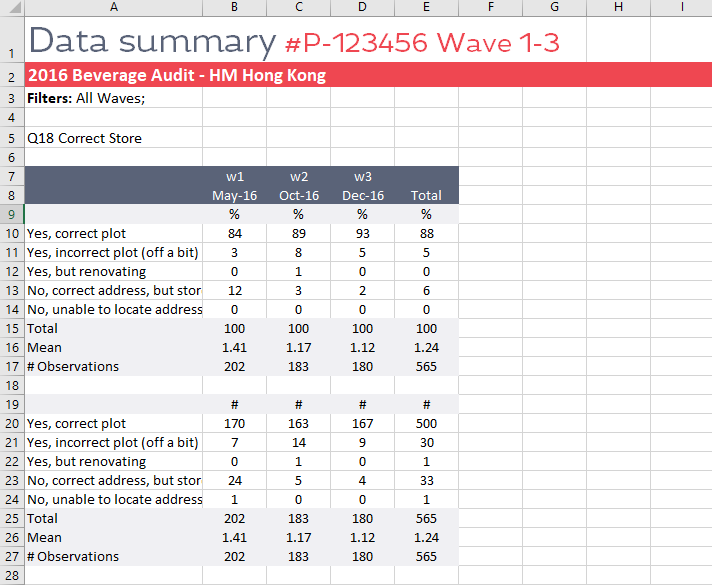 A B C D E F G H I
1 Data summary #P-123456 Wave 1-3
2 2016 Beverage Audit - HM Hong Kong
3 Filters: All Waves;
4
5 Q18 Correct Store
6
7 w1 w2 w3
8 May-16 Oct-16 Dec-16 Total
9 % % % %
10 Yes, correct plot 84 89 93 88
11 Yes, incorrect plot (off a bit) 3 8 5 5
12 Yes, but renovating 0 1 0 0
13 No, correct address, but stor 12 3 2 6
14 No, unable to locate address 0 0 0 0
15 Total 100 100 100 100
16 Mean 1.41 1.17 1.12 1.24
17 # Observations 202 183 180 565
18
19 # # # #
20 Yes, correct plot 170 163 167 500
21 Yes, incorrect plot (off a bit) 7 14 9 30
22 Yes, but renovating 0 1 0 1
23 No, correct address, but stor 24 5 4 33
24 No, unable to locate address 1 0 0 1
25 Total 202 183 180 565
26 Mean 1.41 1.17 1.12 1.24
27 # Observations 202 183 180 565
28